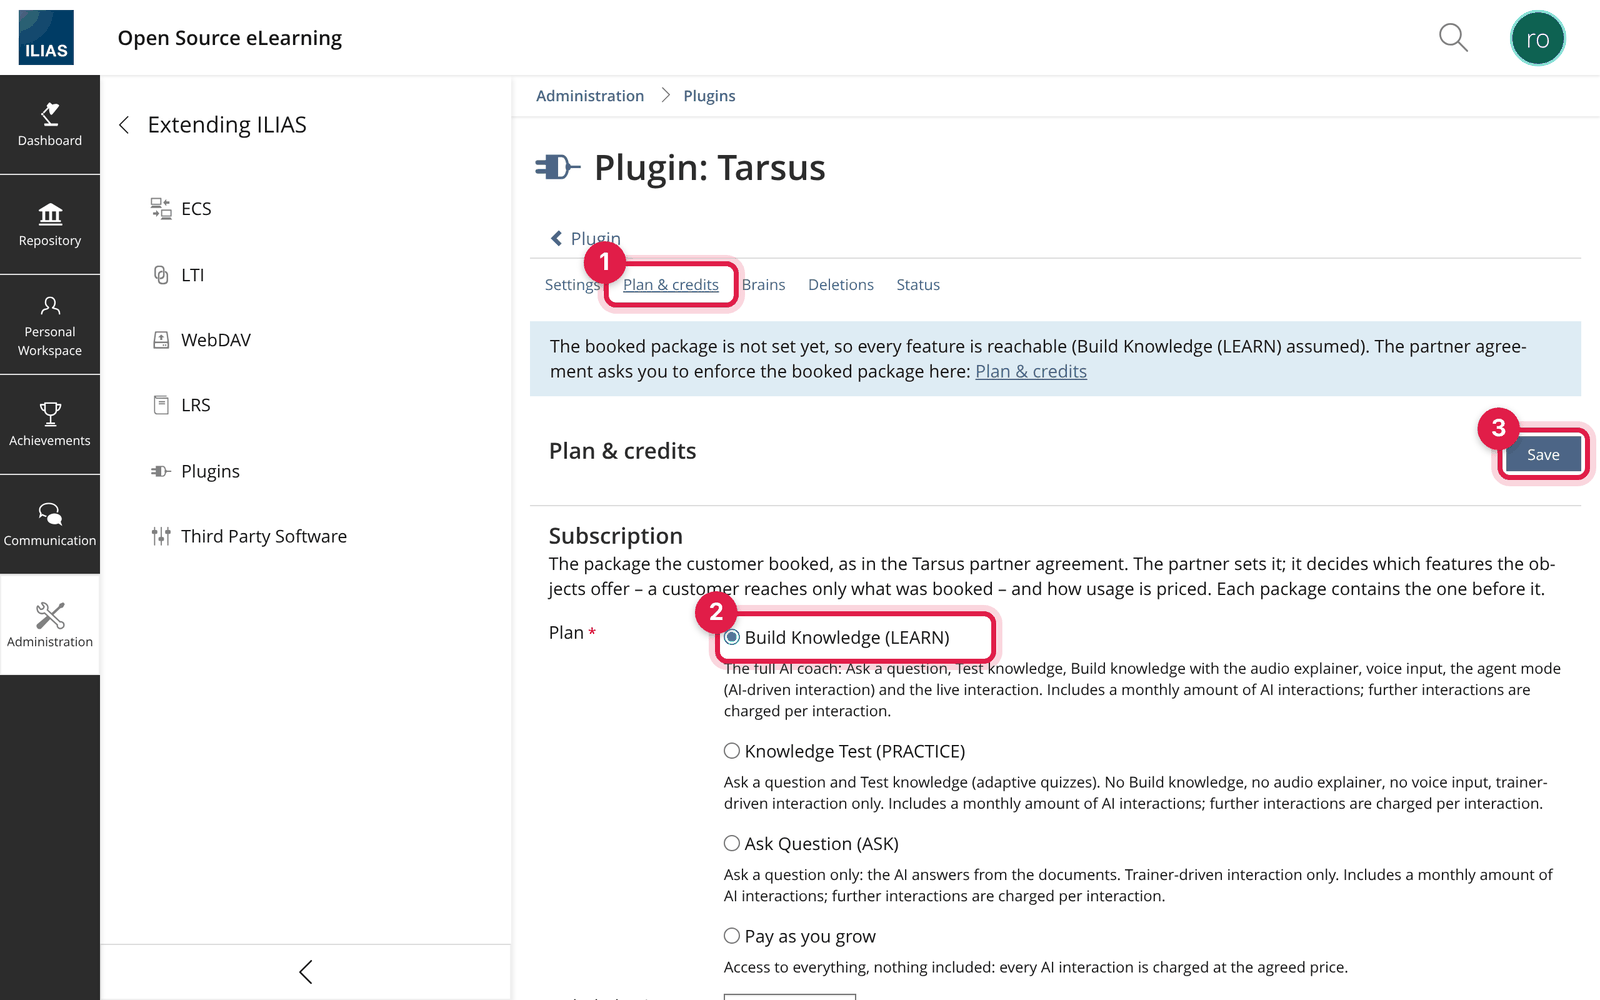 ILIAS
Open Source eLearning
ro
Dashboard
Repository
Personal
Workspace
Achievements
Communication
Administration
Extending ILIAS
ECS
LTI
WebDAV
LRS
Plugins
Third Party Software
Administration
Plugins
Plugin: Tarsus
Plugin
1
Settings
Plan & credits
Brains
Deletions
Status
The booked package is not set yet, so every feature is reachable (Build Knowledge (LEARN) assumed). The partner agree-
ment asks you to enforce the booked package here: Plan & credits
Plan & credits
3
Save
Subscription
The package the customer booked, as in the Tarsus partner agreement. The partner sets it; it decides which features the ob-
jects offer – a customer reaches only what was booked – and how usage is priced. Each package contains the one before it.
2
Plan *
Build Knowledge (LEARN)
The full AI coach: Ask a question, Test knowledge, Build knowledge with the audio explainer, voice input, the agent mode
(AI-driven interaction) and the live interaction. Includes a monthly amount of AI interactions; further interactions are
charged per interaction.
Knowledge Test (PRACTICE)
Ask a question and Test knowledge (adaptive quizzes). No Build knowledge, no audio explainer, no voice input, trainer-
driven interaction only. Includes a monthly amount of AI interactions; further interactions are charged per interaction.
Ask Question (ASK)
Ask a question only: the AI answers from the documents. Trainer-driven interaction only. Includes a monthly amount of
AI interactions; further interactions are charged per interaction.
Pay as you grow
Access to everything, nothing included: every AI interaction is charged at the agreed price.